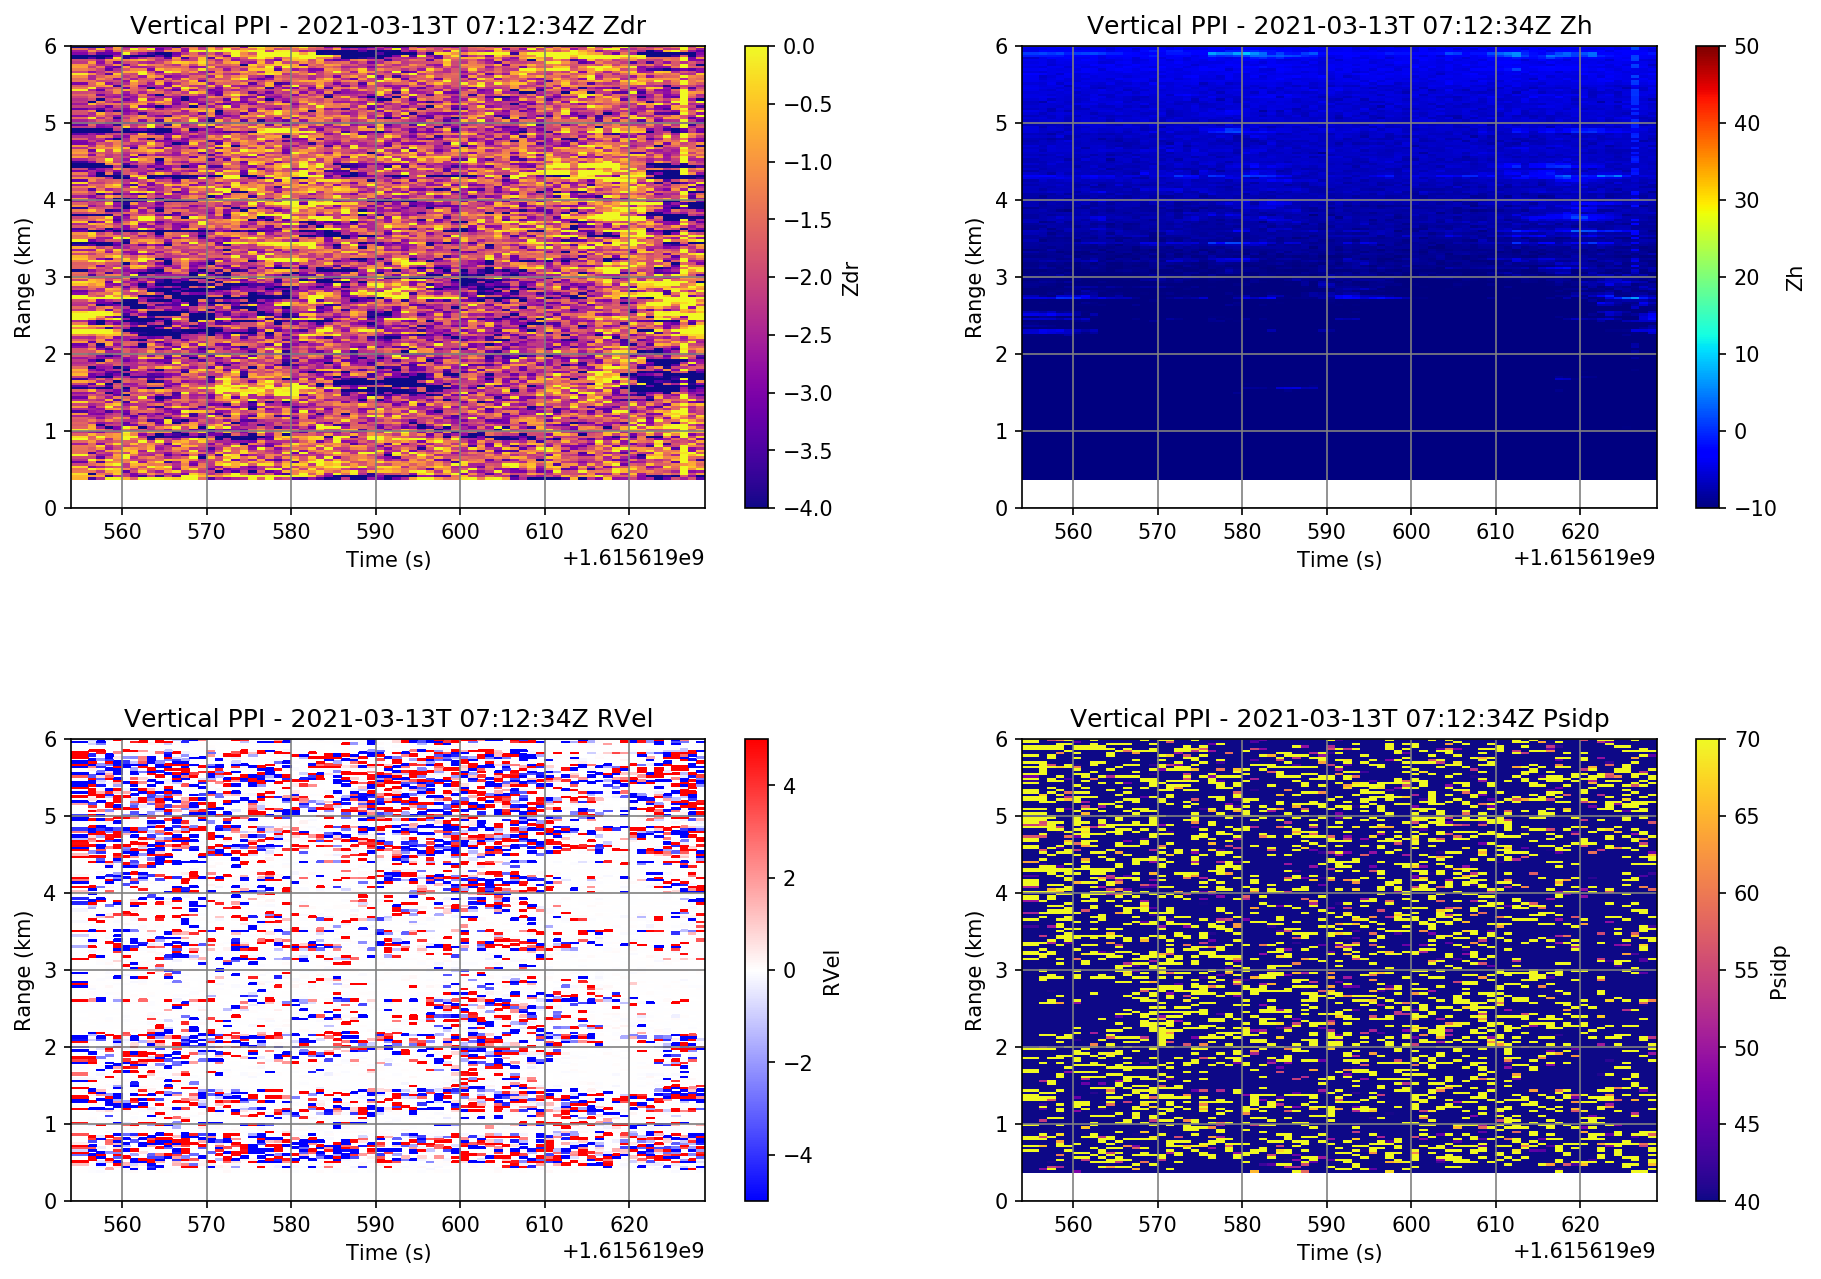 Vertical PPI - 2021-03-13T 07:12:34Z Zdr
6
5
4
3
2
1
0
Range (km)
560 570 580 590 600 610 620
Time (s)
+1.615619e9
0.0
−0.5
−1.0
−1.5
−2.0
−2.5
−3.0
−3.5
−4.0
Zdr
Vertical PPI - 2021-03-13T 07:12:34Z Zh
6
5
4
3
2
1
0
Range (km)
560 570 580 590 600 610 620
Time (s)
+1.615619e9
50
40
30
20
10
0
−10
Zh
Vertical PPI - 2021-03-13T 07:12:34Z RVel
6
5
4
3
2
1
0
Range (km)
560 570 580 590 600 610 620
Time (s)
+1.615619e9
4
2
0
−2
−4
RVel
Vertical PPI - 2021-03-13T 07:12:34Z Psidp
6
5
4
3
2
1
0
Range (km)
560 570 580 590 600 610 620
Time (s)
+1.615619e9
70
65
60
55
50
45
40
Psidp